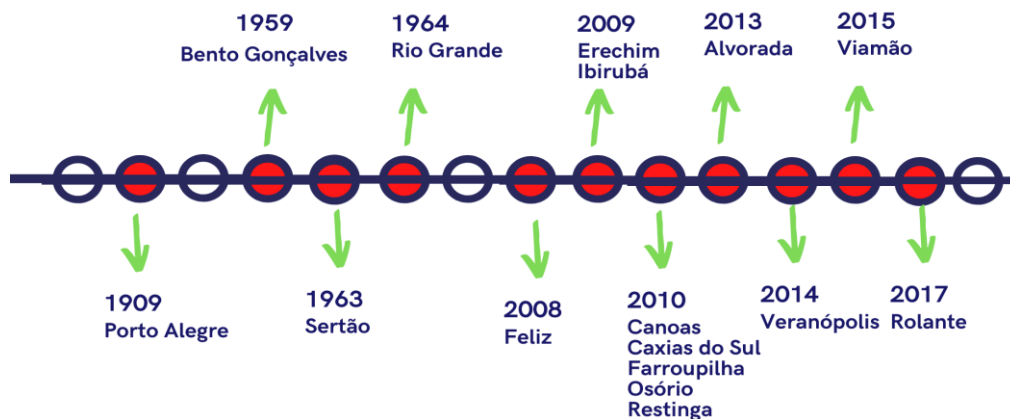 1959
Bento Gonçalves
1964
Rio Grande
2009
Erechim
Ibirubá
2013
Alvorada
2015
Viamão
1909
Porto Alegre
1963
Sertão
2008
Feliz
2010
Canoas
Caxias do Sul
Farroupilha
Osório
Restinga
2014
Veranópolis
2017
Rolante